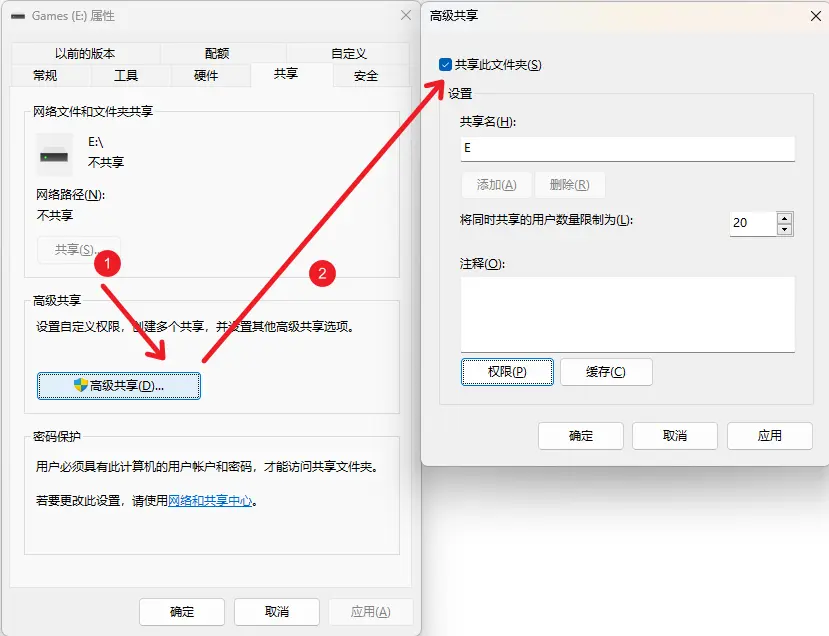 Games (E:) 属性
以前的版本 配额 自定义
常规 工具 硬件 共享 安全
网络文件和文件夹共享
E:\
不共享
网络路径(N):
不共享
共享(S)...
1
高级共享
设置自定义权限，创建多个共享，并设置其他高级共享选项。
高级共享(D)...
密码保护
用户必须具有此计算机的用户帐户和密码，才能访问共享文件夹。
若要更改此设置，请使用网络和共享中心。
确定 取消 应用(A)
2
高级共享
共享此文件夹(S)
设置
共享名(H):
E
添加(A) 删除(R)
将同时共享的用户数量限制为(L): 20
注释(O):
权限(P) 缓存(C)
确定 取消 应用